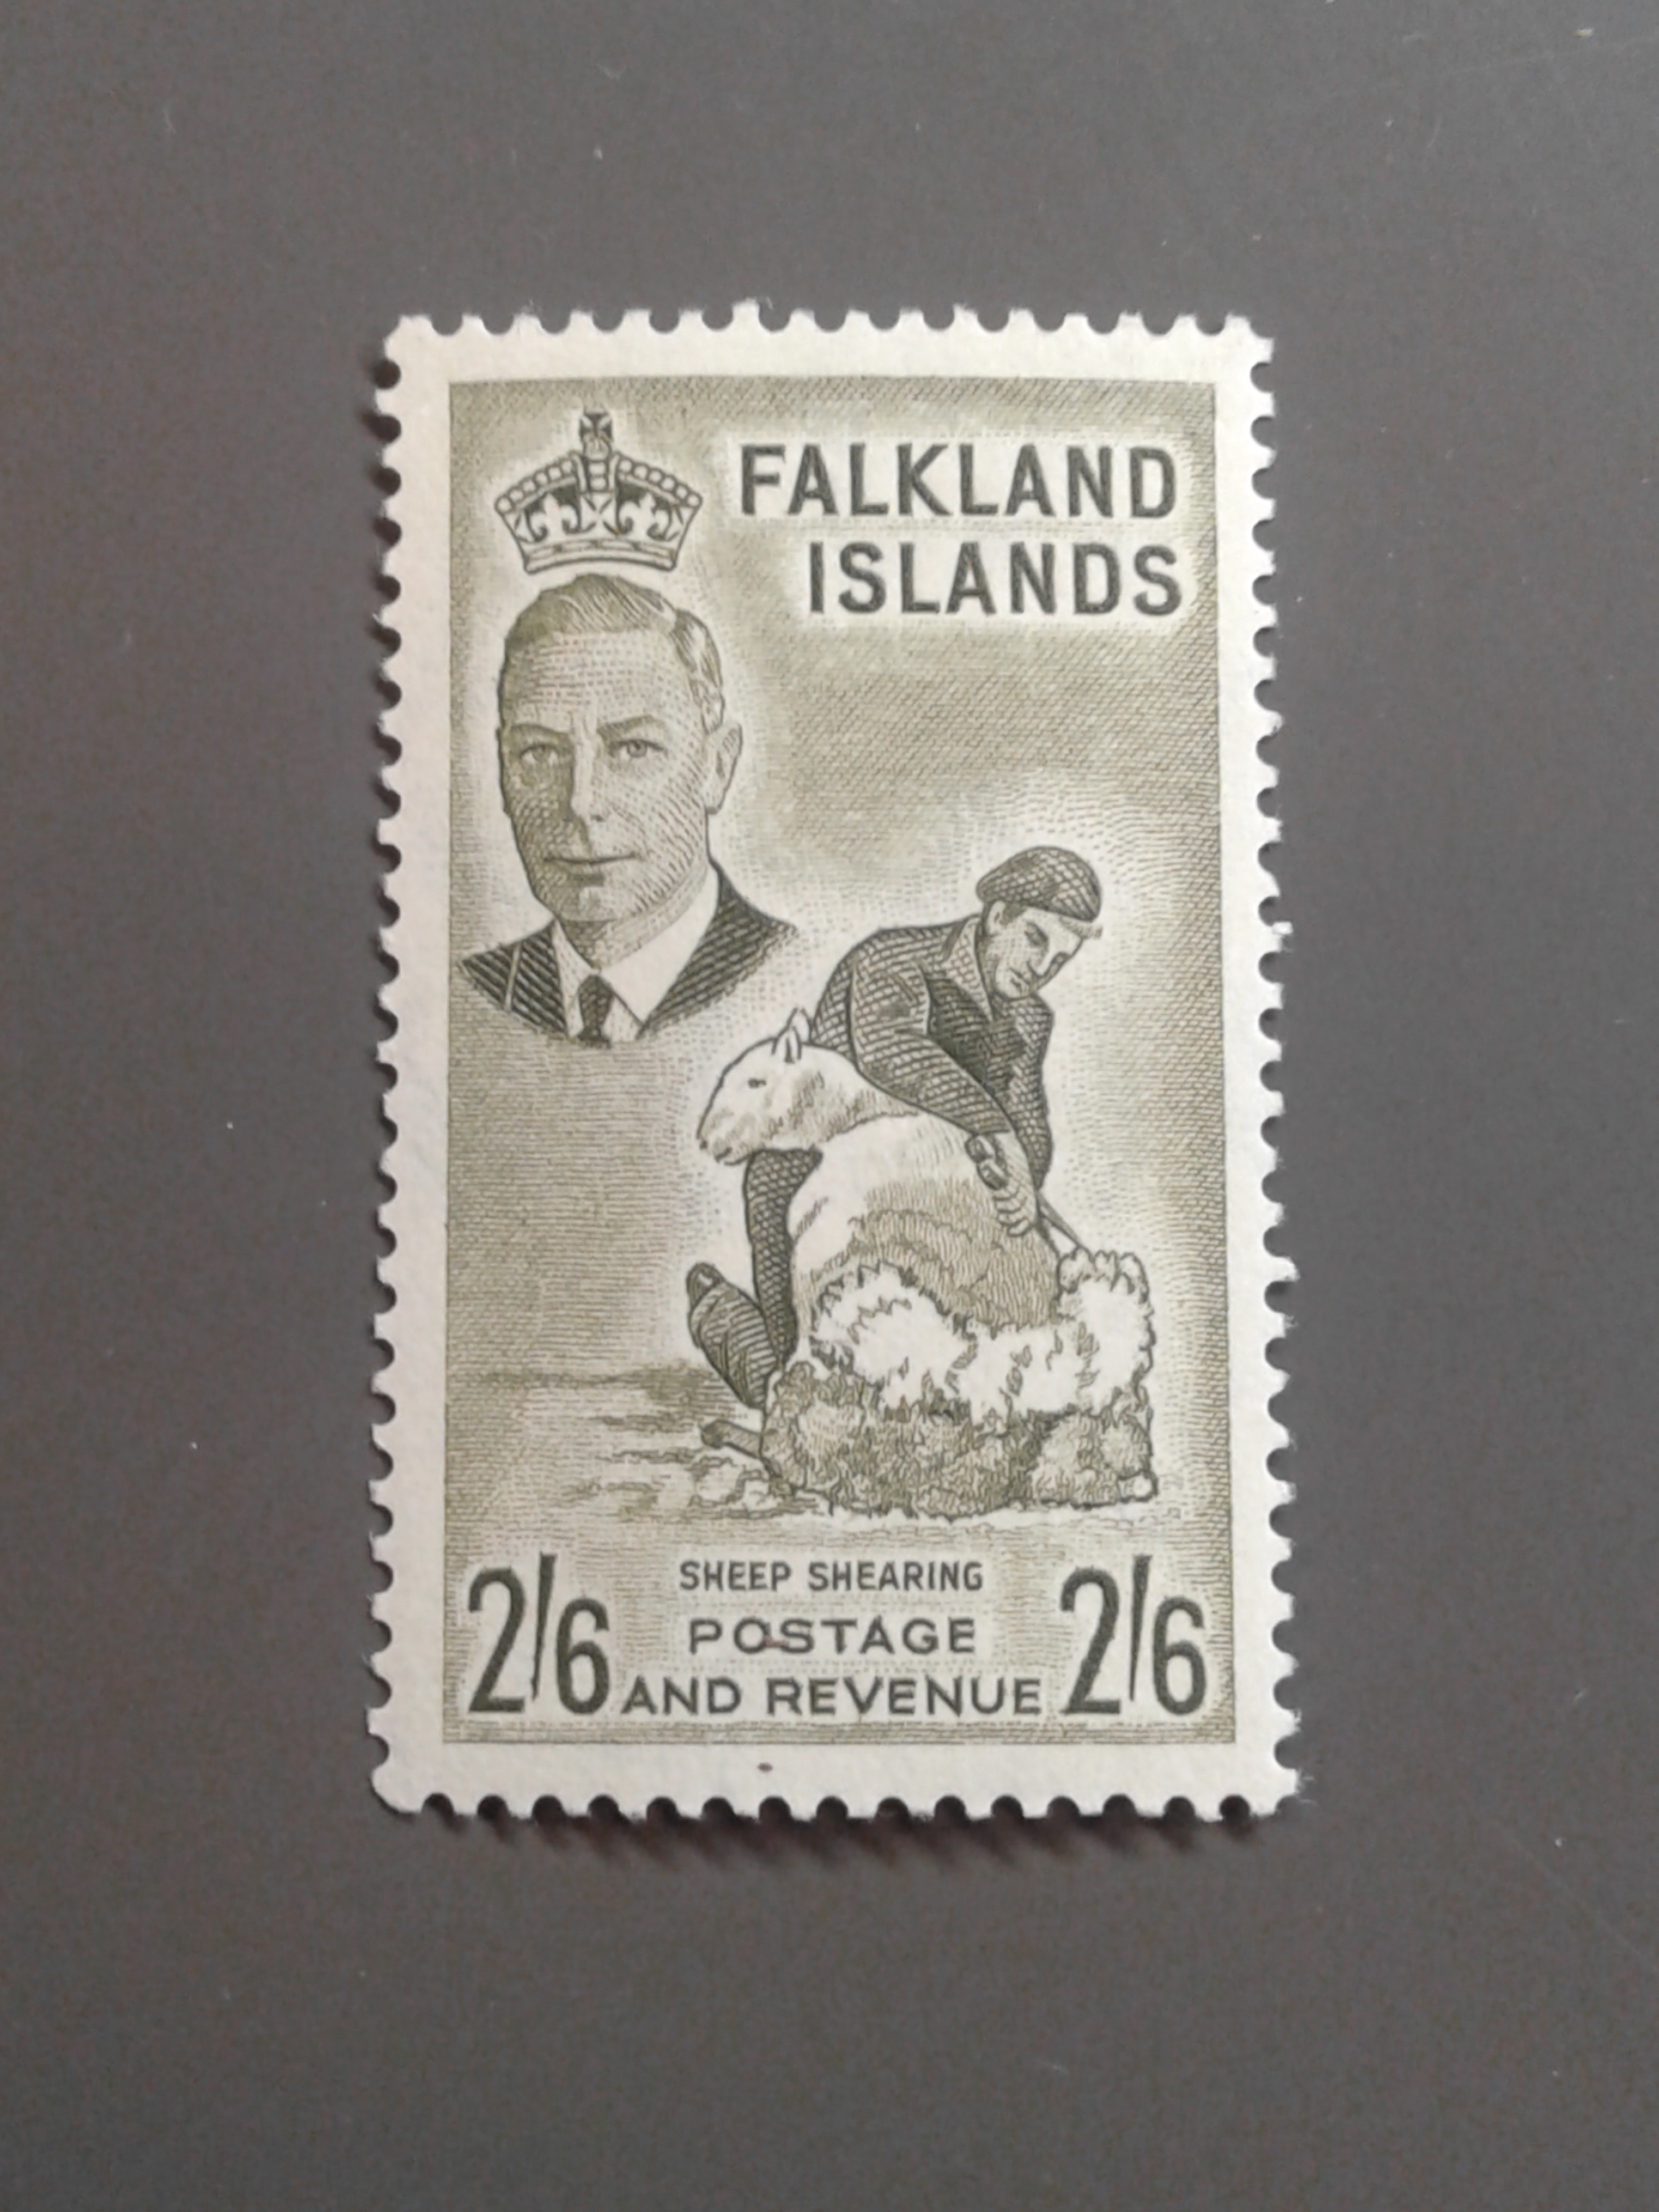 FALKLAND
ISLANDS
SHEEP SHEARING
2/6 POSTAGE 2/6
AND REVENUE